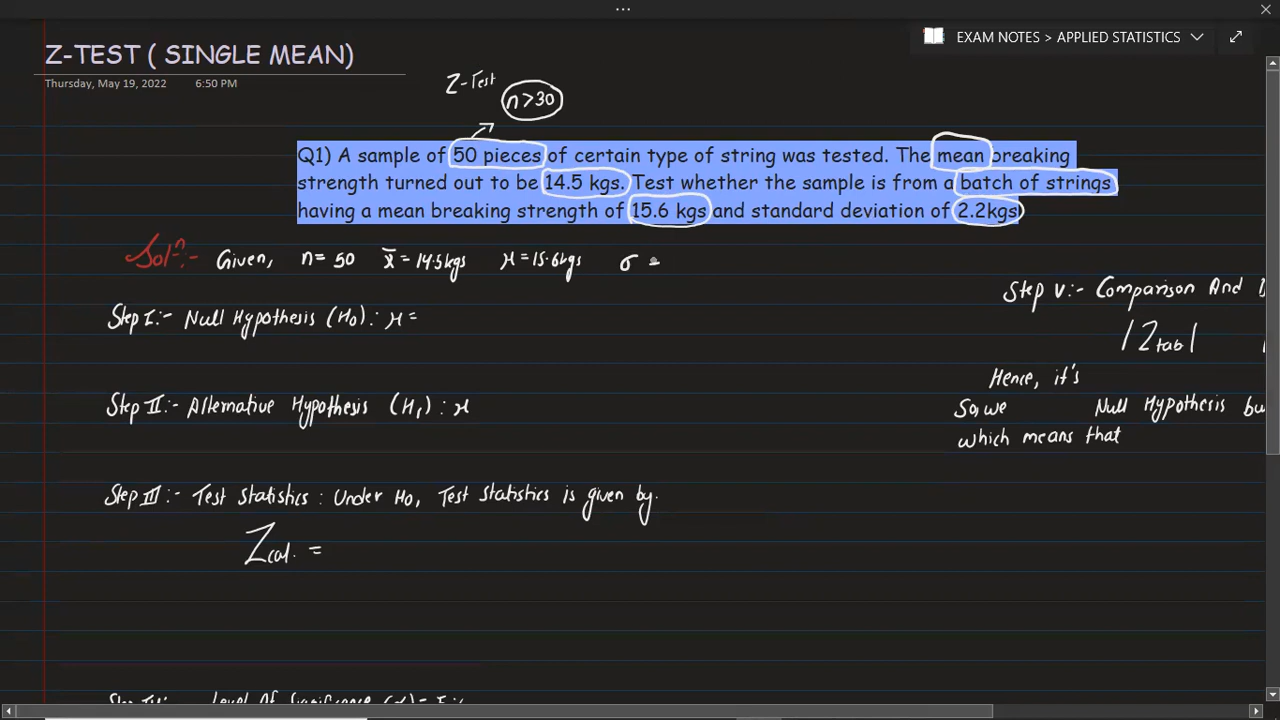 EXAM NOTES > APPLIED STATISTICS
Z-TEST ( SINGLE MEAN)
Thursday, May 19, 2022 6:50 PM
Z-Test
n>30
Q1) A sample of 50 pieces of certain type of string was tested. The mean breaking
strength turned out to be 14.5 kgs. Test whether the sample is from a batch of strings
having a mean breaking strength of 15.6 kgs and standard deviation of 2.2kgs
Solⁿ:- Given, n= 50 x̄ = 14.5kgs μ = 15.6kgs σ =
Step I:- Null Hypothesis (H₀): μ =
Step II:- Alternative Hypothesis (H₁) : μ
Step III:- Test Statistics : Under H₀, Test Statistics is given by.
Zcal. =
Step V:- Comparison And D
|Ztab|
Hence, it's
So, we Null Hypothesis bu
which means that